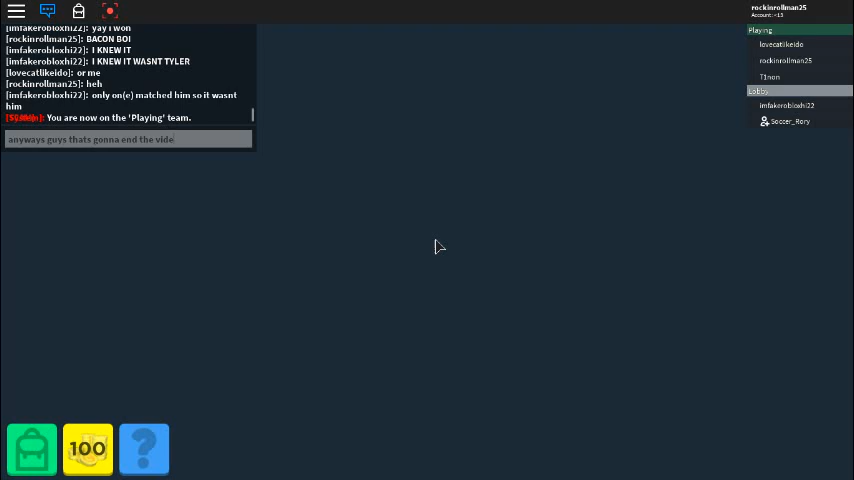 rockinrollman25
Account: <13
[imfakerobloxhi22]: yay i won
[rockinrollman25]: BACON BOI
[imfakerobloxhi22]: I KNEW IT
[imfakerobloxhi22]: I KNEW IT WASNT TYLER
[lovecatlikeido]: or me
[rockinrollman25]: heh
[imfakerobloxhi22]: only on(e) matched him so it wasnt
him
You are now on the 'Playing' team.
anyways guys thats gonna end the vide
Playing
lovecatlikeido
rockinrollman25
T1non
Lobby
imfakerobloxhi22
Soccer_Rory
100
?